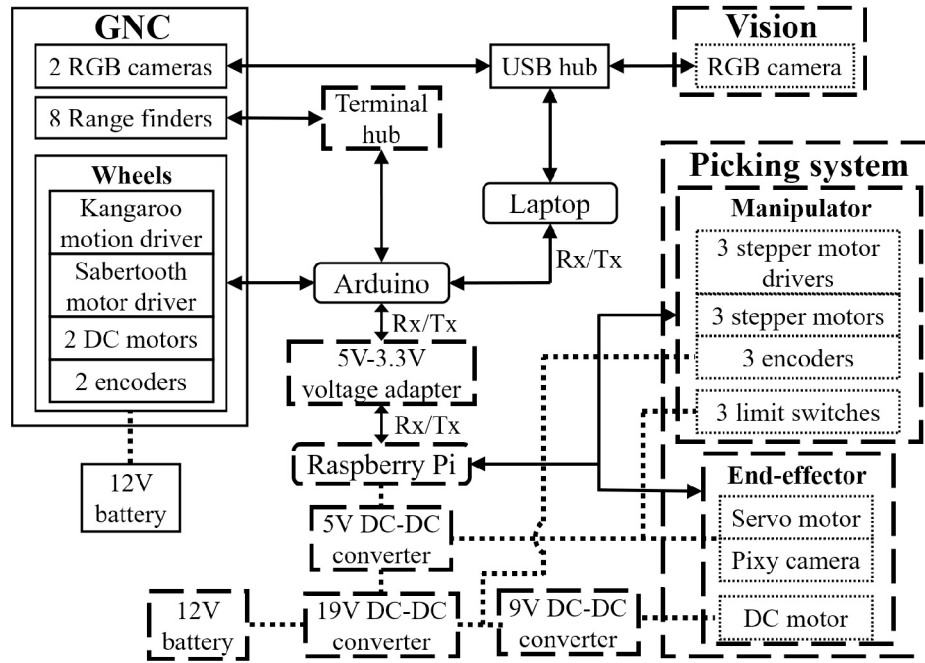 GNC
2 RGB cameras
8 Range finders
Wheels
Kangaroo
motion driver
Sabertooth
motor driver
2 DC motors
2 encoders
12V
battery
Terminal
hub
USB hub
Laptop
Rx/Tx
Arduino
Rx/Tx
5V-3.3V
voltage adapter
Rx/Tx
Raspberry Pi
5V DC-DC
converter
12V
battery
19V DC-DC
converter
9V DC-DC
converter
Vision
RGB camera
Picking system
Manipulator
3 stepper motor
drivers
3 stepper motors
3 encoders
3 limit switches
End-effector
Servo motor
Pixy camera
DC motor